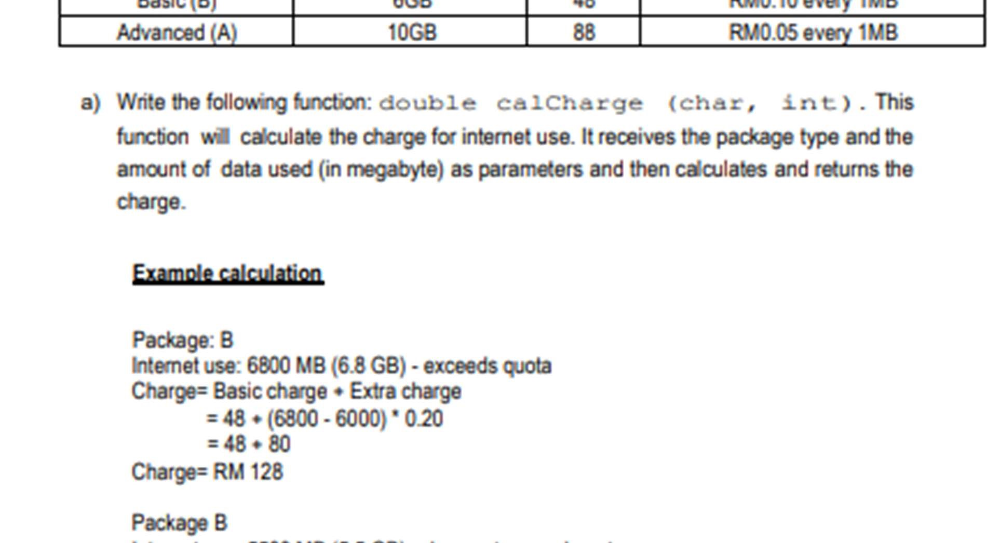 Basic (B) 6GB 48 RM0.10 every 1MB
Advanced (A) 10GB 88 RM0.05 every 1MB
a) Write the following function: double calCharge (char, int). This
function will calculate the charge for internet use. It receives the package type and the
amount of data used (in megabyte) as parameters and then calculates and returns the
charge.
Example calculation
Package: B
Internet use: 6800 MB (6.8 GB) - exceeds quota
Charge= Basic charge + Extra charge
= 48 + (6800 - 6000) * 0.20
= 48 + 80
Charge= RM 128
Package B